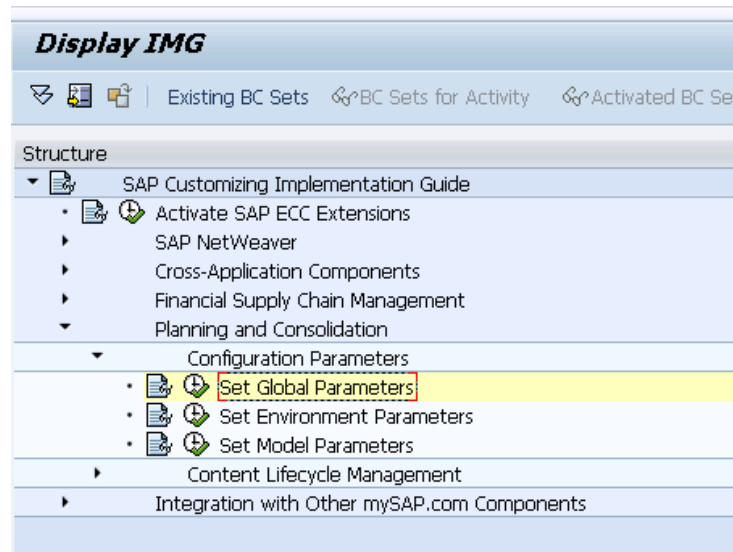 Display IMG
Existing BC Sets BC Sets for Activity Activated BC Se
Structure
SAP Customizing Implementation Guide
Activate SAP ECC Extensions
SAP NetWeaver
Cross-Application Components
Financial Supply Chain Management
Planning and Consolidation
Configuration Parameters
Set Global Parameters
Set Environment Parameters
Set Model Parameters
Content Lifecycle Management
Integration with Other mySAP.com Components